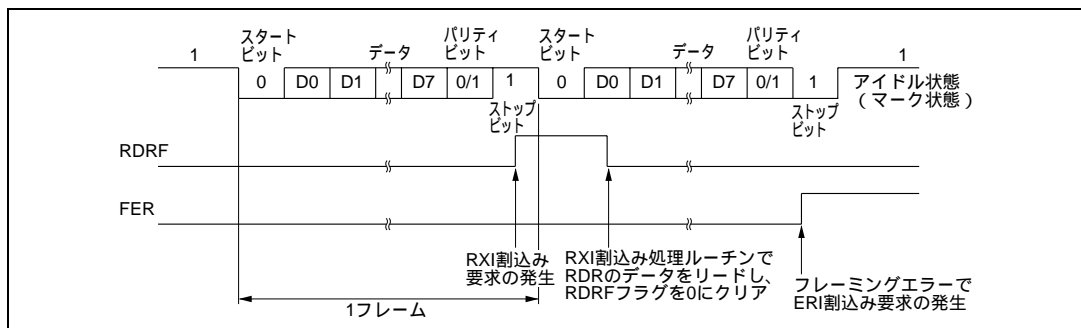 1
スタート
ビット
データ
パリティ
ビット
スタート
ビット
データ
パリティ
ビット
1
0 D0 D1 D7 0/1 1 0 D0 D1 D7 0/1 1
アイドル状態
(マーク状態)
ストップ
ビット
ストップ
ビット
RDRF
FER
RXI割込み
要求の発生
RXI割込み処理ルーチンで
RDRのデータをリードし、
RDRFフラグを0にクリア
フレーミングエラーで
ERI割込み要求の発生
1フレーム